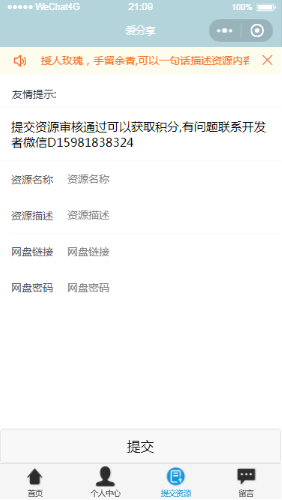 WeChat4G
21:09
100%
爱分享
授人玫瑰，手留余香,可以一句话描述资源内容
友情提示:
提交资源审核通过可以获取积分,有问题联系开发
者微信D15981838324
资源名称 资源名称
资源描述 资源描述
网盘链接 网盘链接
网盘密码 网盘密码
提交
首页 个人中心 提交资源 留言